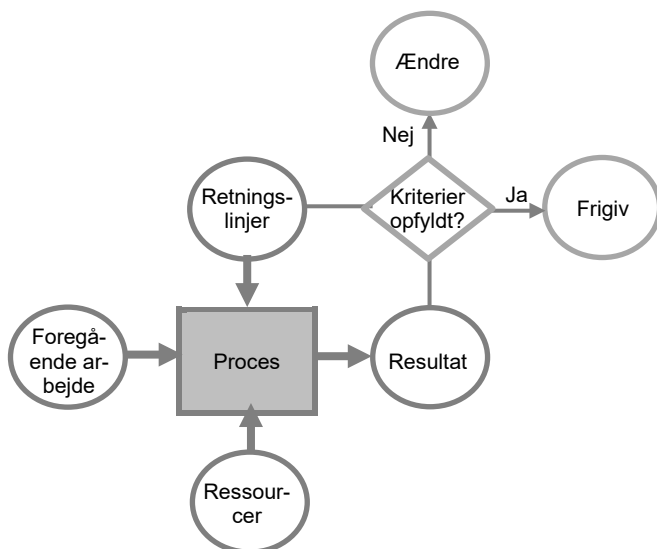 Ændre
Nej
Retnings-
linjer
Kriterier
opfyldt?
Ja
Frigiv
Foregå-
ende ar-
bejde
Proces
Resultat
Ressour-
cer